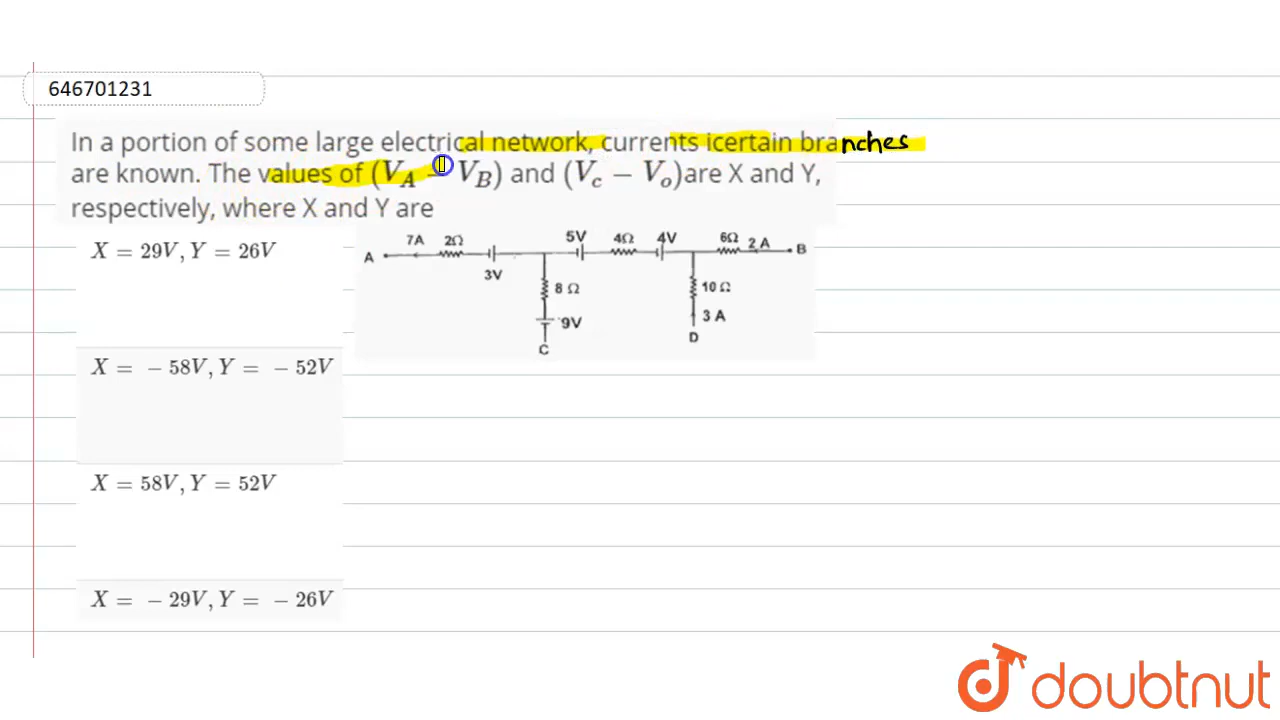 646701231
In a portion of some large electrical network, currents icertain branches
are known. The values of (V_A − V_B) and (V_c − V_o)are X and Y,
respectively, where X and Y are
X = 29V, Y = 26V
X = − 58V, Y = − 52V
X = 58V, Y = 52V
X = − 29V, Y = − 26V
7A 2Ω 5V 4Ω 4V 6Ω 2 A
A B
3V
8 Ω 10 Ω
9V 3 A
C D
doubtnut